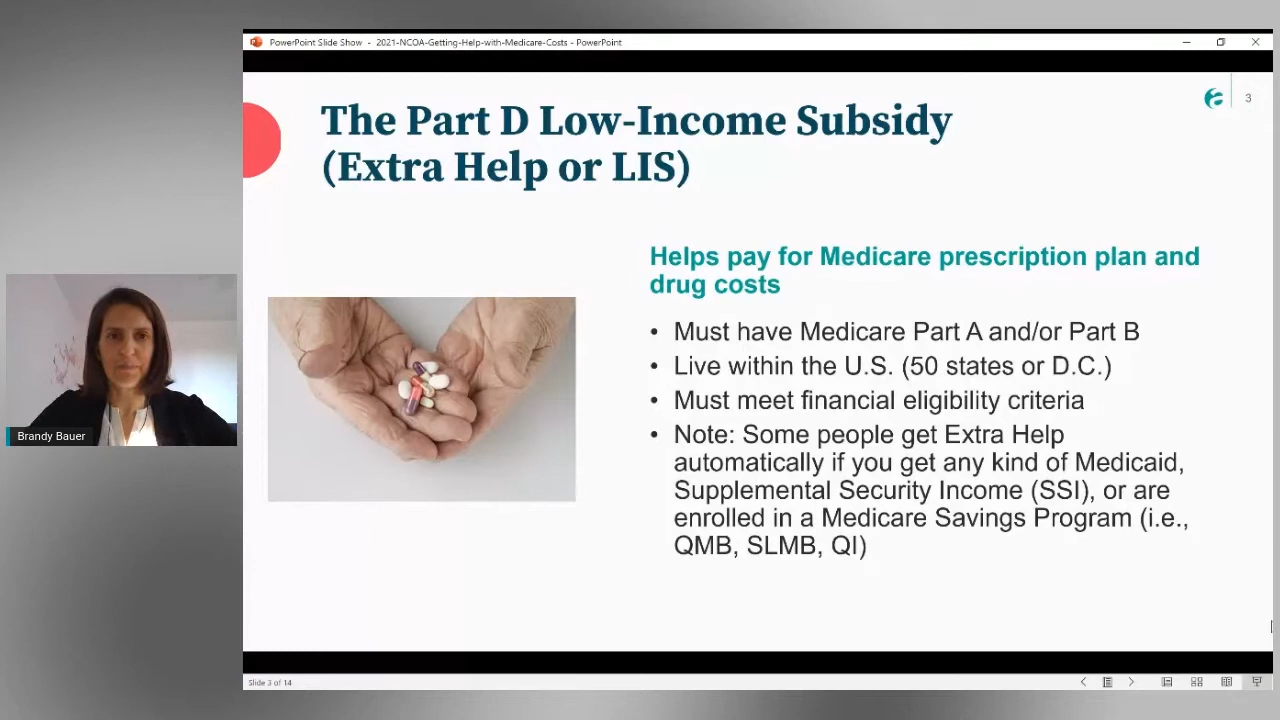 PowerPoint Slide Show - 2021-NCOA-Getting-Help-with-Medicare-Costs - PowerPoint
3
The Part D Low-Income Subsidy
(Extra Help or LIS)
Helps pay for Medicare prescription plan and
drug costs
• Must have Medicare Part A and/or Part B
• Live within the U.S. (50 states or D.C.)
• Must meet financial eligibility criteria
• Note: Some people get Extra Help
automatically if you get any kind of Medicaid,
Supplemental Security Income (SSI), or are
enrolled in a Medicare Savings Program (i.e.,
QMB, SLMB, QI)
Brandy Bauer
Slide 3 of 14